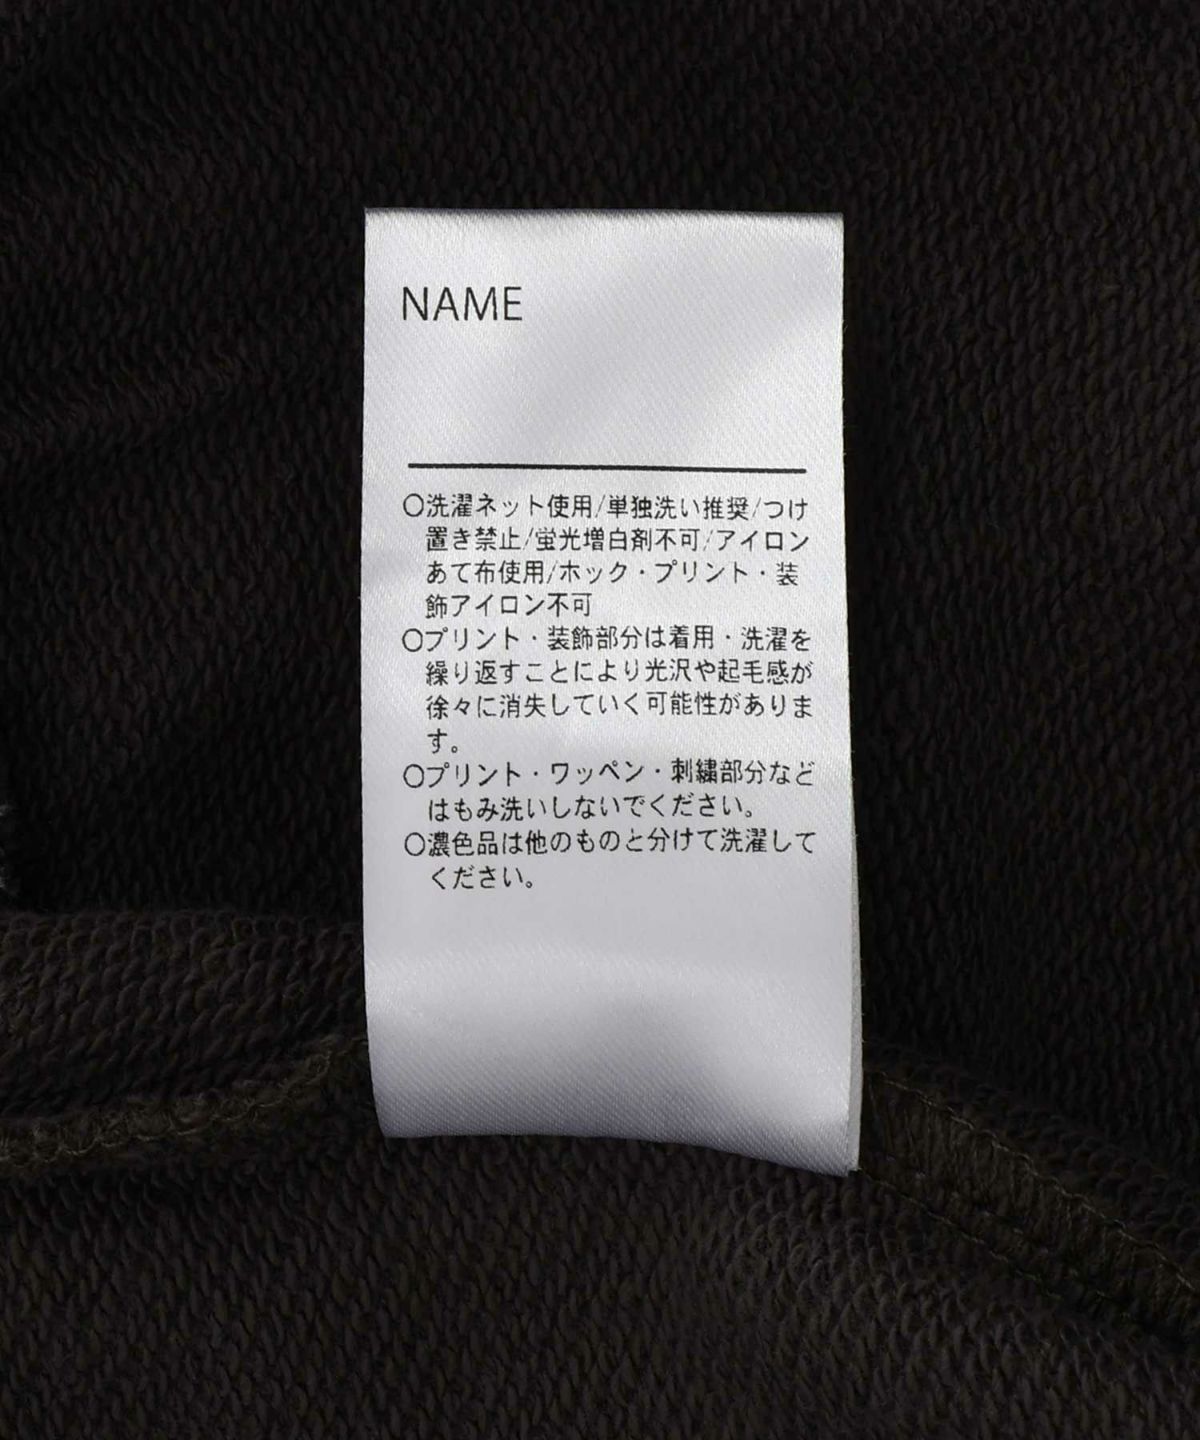 NAME
○洗濯ネット使用/単独洗い推奨/つけ
置き禁止/蛍光増白剤不可/アイロン
あて布使用/ホック・プリント・装
飾アイロン不可
○プリント・装飾部分は着用・洗濯を
繰り返すことにより光沢や起毛感が
徐々に消失していく可能性がありま
す。
○プリント・ワッペン・刺繍部分など
はもみ洗いしないでください。
○濃色品は他のものと分けて洗濯して
ください。